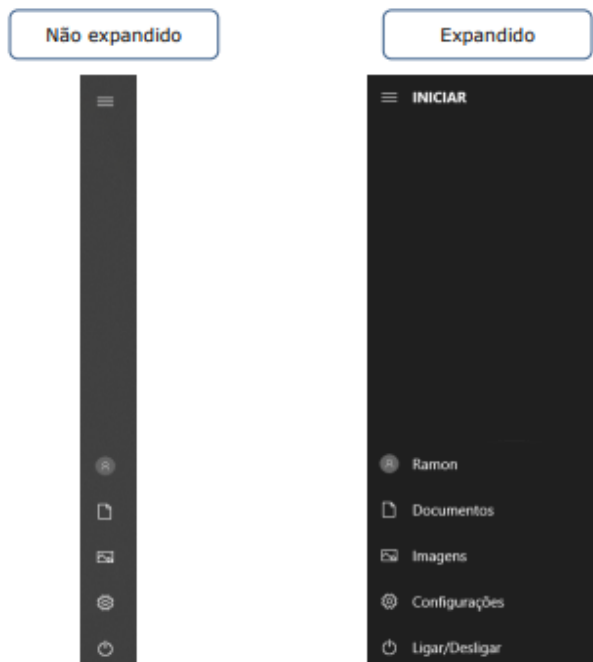 Não expandido
Expandido
INICIAR
Ramon
Documentos
Imagens
Configurações
Ligar/Desligar